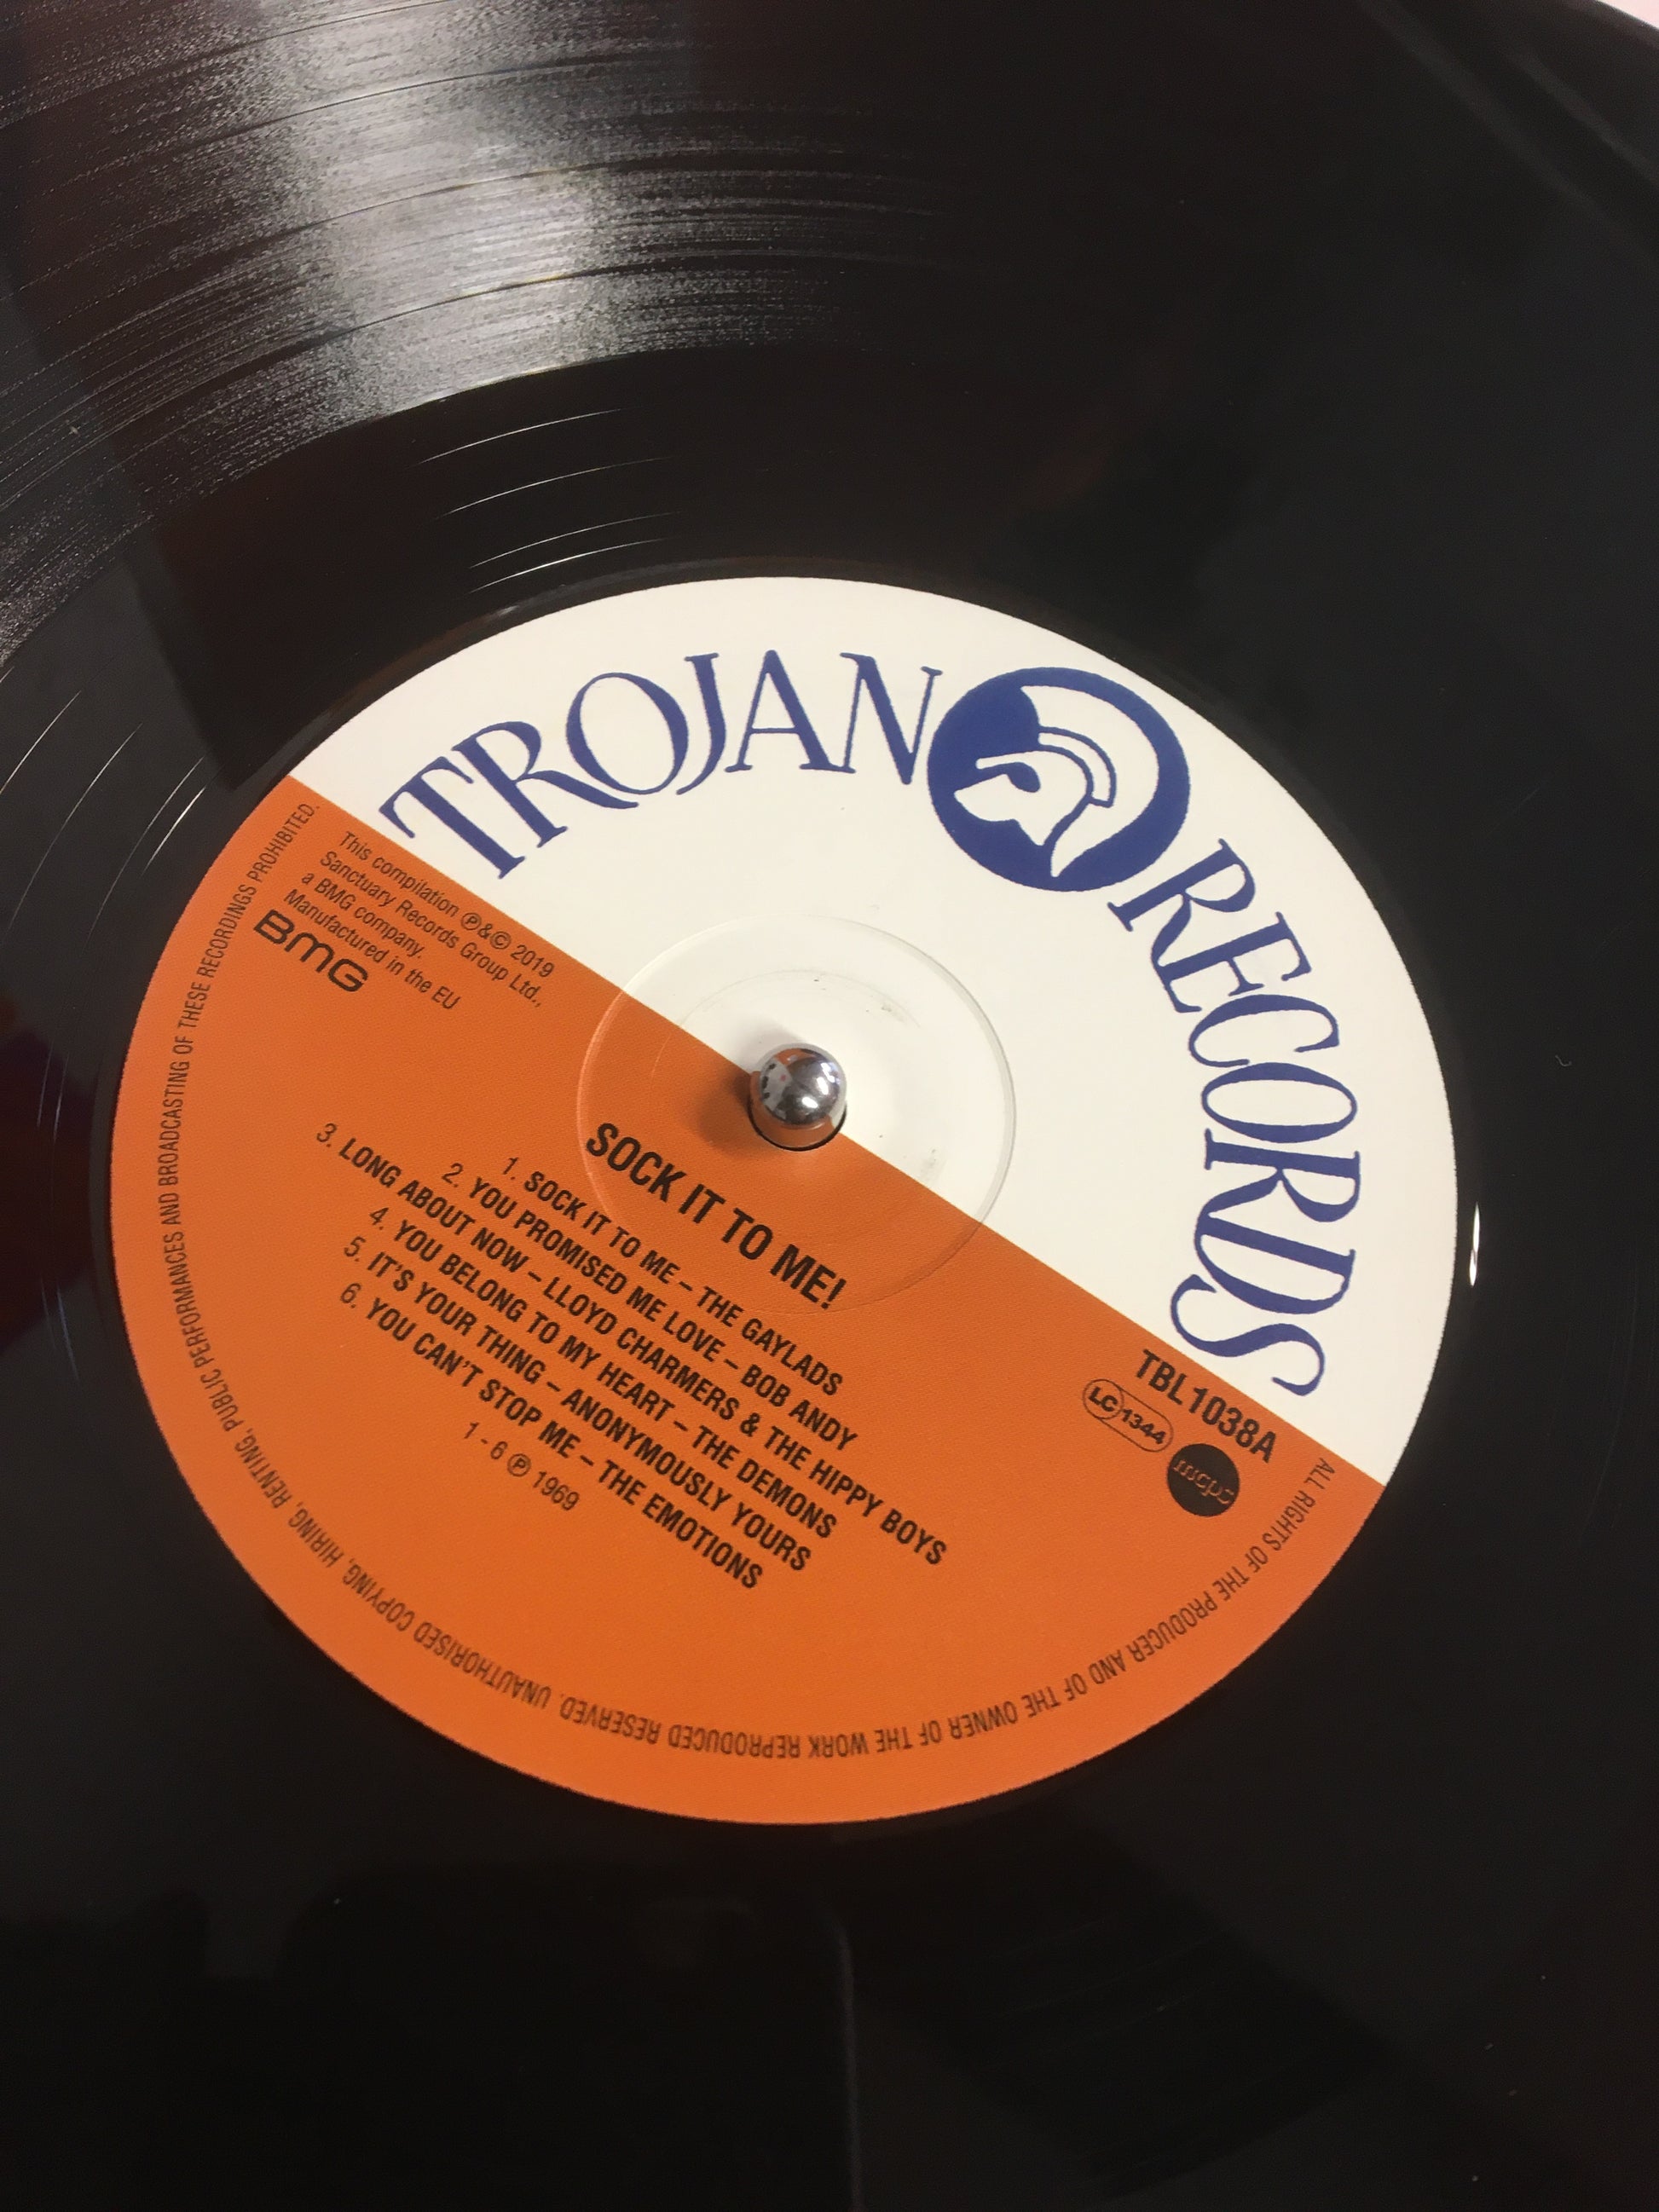 TROJAN RECORDS
This compilation ℗&© 2019
Sanctuary Records Group Ltd.,
a BMG company.
Manufactured in the EU
BMG
TBL1038A
LC 1344
mcps
SOCK IT TO ME!
1. SOCK IT TO ME – THE GAYLADS
2. YOU PROMISED ME LOVE – BOB ANDY
3. LONG ABOUT NOW – LLOYD CHARMERS & THE HIPPY BOYS
4. YOU BELONG TO MY HEART – THE DEMONS
5. IT'S YOUR THING – ANONYMOUSLY YOURS
6. YOU CAN'T STOP ME – THE EMOTIONS
1 - 6 ℗ 1969
ALL RIGHTS OF THE PRODUCER AND OF THE OWNER OF THE WORK REPRODUCED RESERVED. UNAUTHORISED COPYING, HIRING, RENTING, PUBLIC PERFORMANCES AND BROADCASTING OF THESE RECORDINGS PROHIBITED.